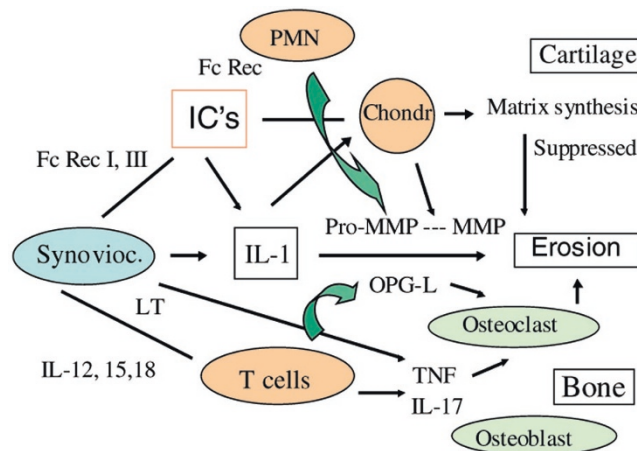 PMN
Cartilage
Fc Rec
IC's
Chondr
Matrix synthesis
Fc Rec I, III
Suppressed
Pro-MMP --- MMP
Synovioc.
IL-1
Erosion
OPG-L
LT
Osteoclast
IL-12, 15,18
T cells
TNF
IL-17
Bone
Osteoblast